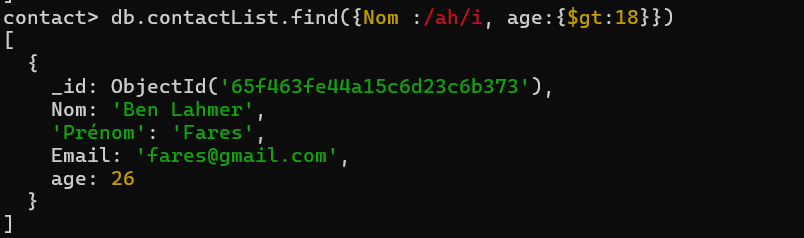 contact> db.contactList.find({Nom :/ah/i, age:{$gt:18}})
[
  {
    _id: ObjectId('65f463fe44a15c6d23c6b373'),
    Nom: 'Ben Lahmer',
    'Prénom': 'Fares',
    Email: 'fares@gmail.com',
    age: 26
  }
]